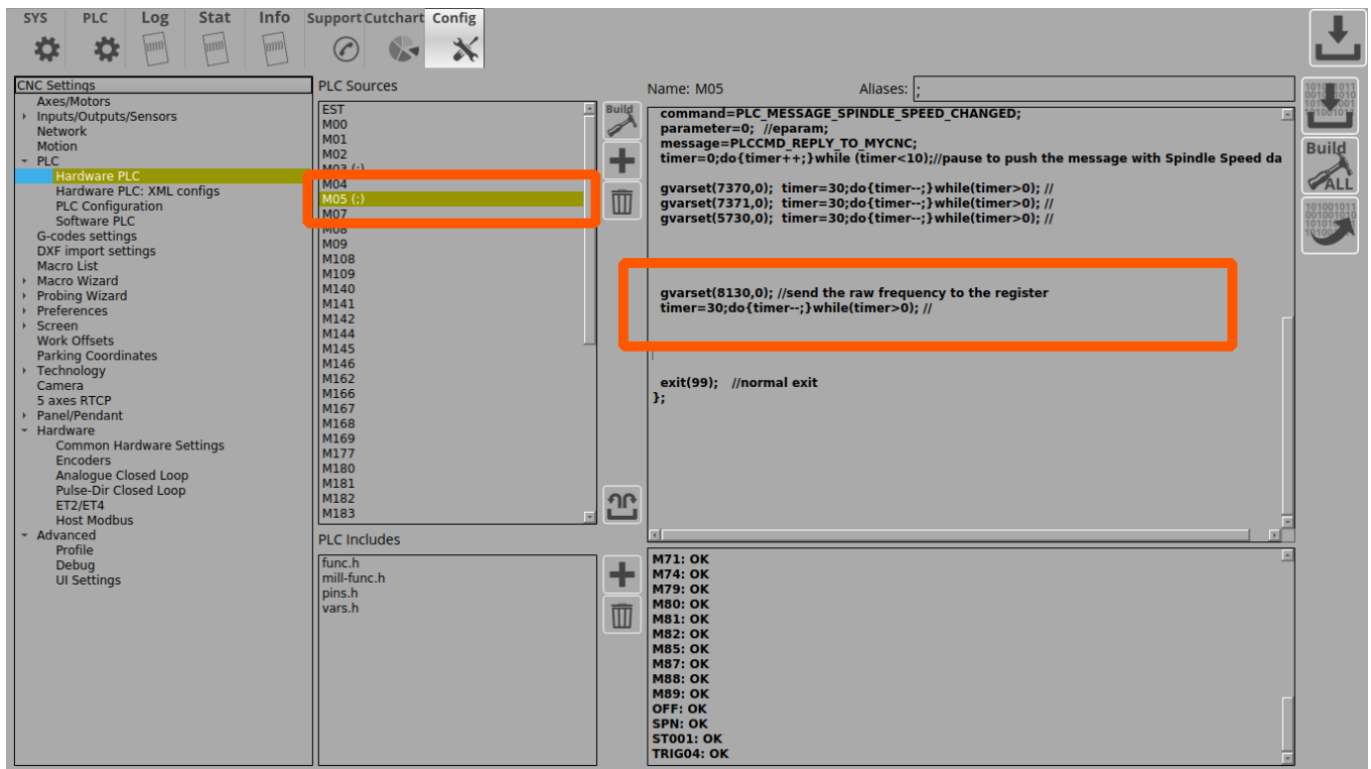 SYS PLC Log Stat Info Support Cutchart Config
CNC Settings
Axes/Motors
Inputs/Outputs/Sensors
Network
Motion
PLC
Hardware PLC
Hardware PLC: XML configs
PLC Configuration
Software PLC
G-codes settings
DXF import settings
Macro List
Macro Wizard
Probing Wizard
Preferences
Screen
Work Offsets
Parking Coordinates
Technology
Camera
5 axes RTCP
Panel/Pendant
Hardware
Common Hardware Settings
Encoders
Analogue Closed Loop
Pulse-Dir Closed Loop
ET2/ET4
Host Modbus
Advanced
Profile
Debug
UI Settings
PLC Sources
EST
M00
M01
M02
M03 (;)
M04
M05 (;)
M07
M08
M09
M108
M109
M140
M141
M142
M144
M145
M146
M162
M166
M167
M168
M169
M177
M180
M181
M182
M183
PLC Includes
func.h
mill-func.h
pins.h
vars.h
Build
Name: M05 Aliases: ;
command=PLC_MESSAGE_SPINDLE_SPEED_CHANGED;
parameter=0; //eparam;
message=PLCCMD_REPLY_TO_MYCNC;
timer=0;do{timer++;}while (timer<10);//pause to push the message with Spindle Speed da
gvarset(7370,0); timer=30;do{timer--;}while(timer>0); //
gvarset(7371,0); timer=30;do{timer--;}while(timer>0); //
gvarset(5730,0); timer=30;do{timer--;}while(timer>0); //
gvarset(8130,0); //send the raw frequency to the register
timer=30;do{timer--;}while(timer>0); //
exit(99); //normal exit
};
M71: OK
M74: OK
M79: OK
M80: OK
M81: OK
M82: OK
M85: OK
M87: OK
M88: OK
M89: OK
OFF: OK
SPN: OK
ST001: OK
TRIG04: OK
Build
ALL